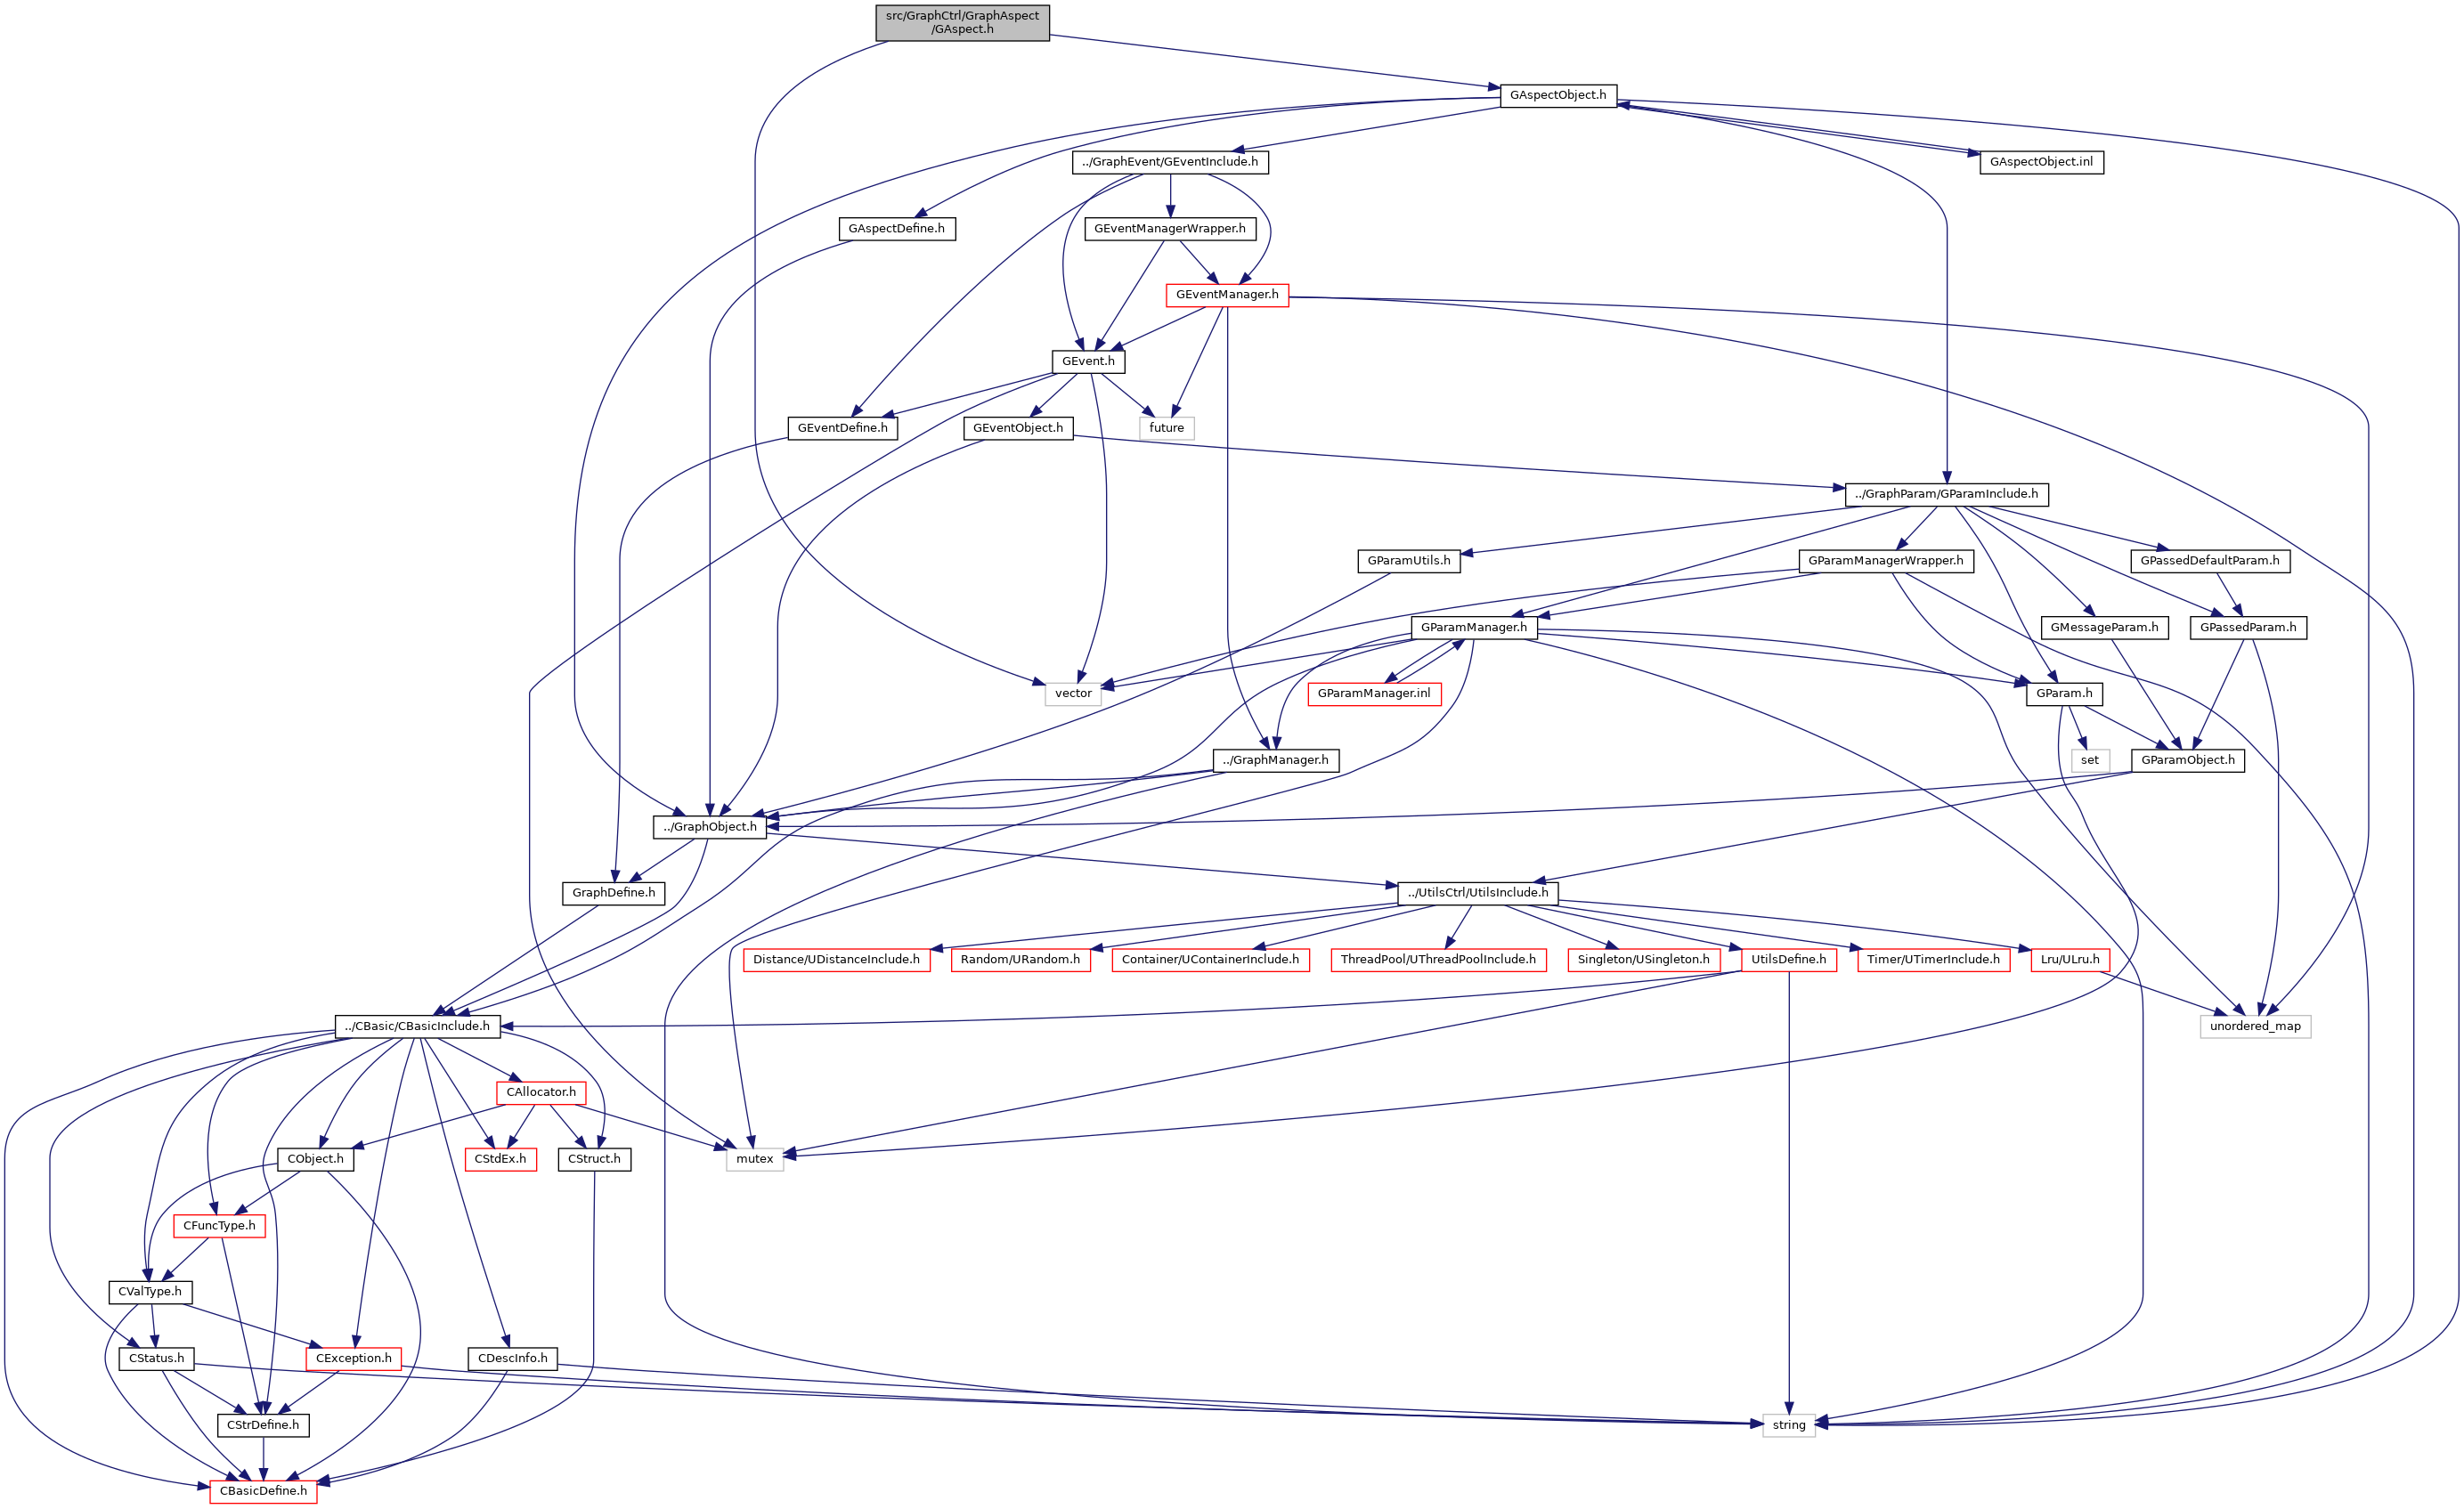 src/GraphCtrl/GraphAspect
/GAspect.h
GAspectObject.h
../GraphEvent/GEventInclude.h
GAspectObject.inl
GAspectDefine.h
GEventManagerWrapper.h
GEventManager.h
GEvent.h
GEventDefine.h
GEventObject.h
future
../GraphParam/GParamInclude.h
GParamUtils.h
GParamManagerWrapper.h
GPassedDefaultParam.h
GParamManager.h
GMessageParam.h
GPassedParam.h
vector
GParamManager.inl
GParam.h
../GraphManager.h
set
GParamObject.h
../GraphObject.h
GraphDefine.h
../UtilsCtrl/UtilsInclude.h
Distance/UDistanceInclude.h
Random/URandom.h
Container/UContainerInclude.h
ThreadPool/UThreadPoolInclude.h
Singleton/USingleton.h
UtilsDefine.h
Timer/UTimerInclude.h
Lru/ULru.h
../CBasic/CBasicInclude.h
unordered_map
CAllocator.h
CObject.h
CStdEx.h
CStruct.h
mutex
CFuncType.h
CValType.h
CStatus.h
CException.h
CDescInfo.h
CStrDefine.h
string
CBasicDefine.h